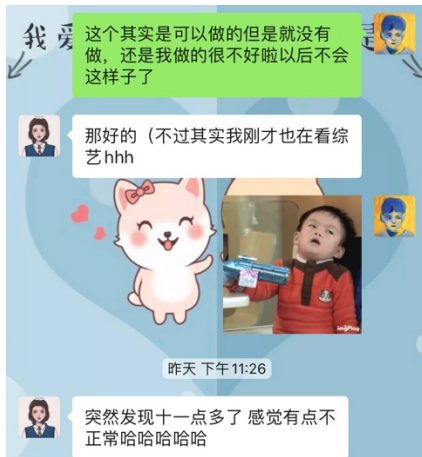 我爱
是
这个其实是可以做的但是就没有
做，还是我做的很不好啦以后不会
这样子了
那好的（不过其实我刚才也在看综
艺hhh
imgPlay
昨天 下午11:26
突然发现十一点多了 感觉有点不
正常哈哈哈哈哈